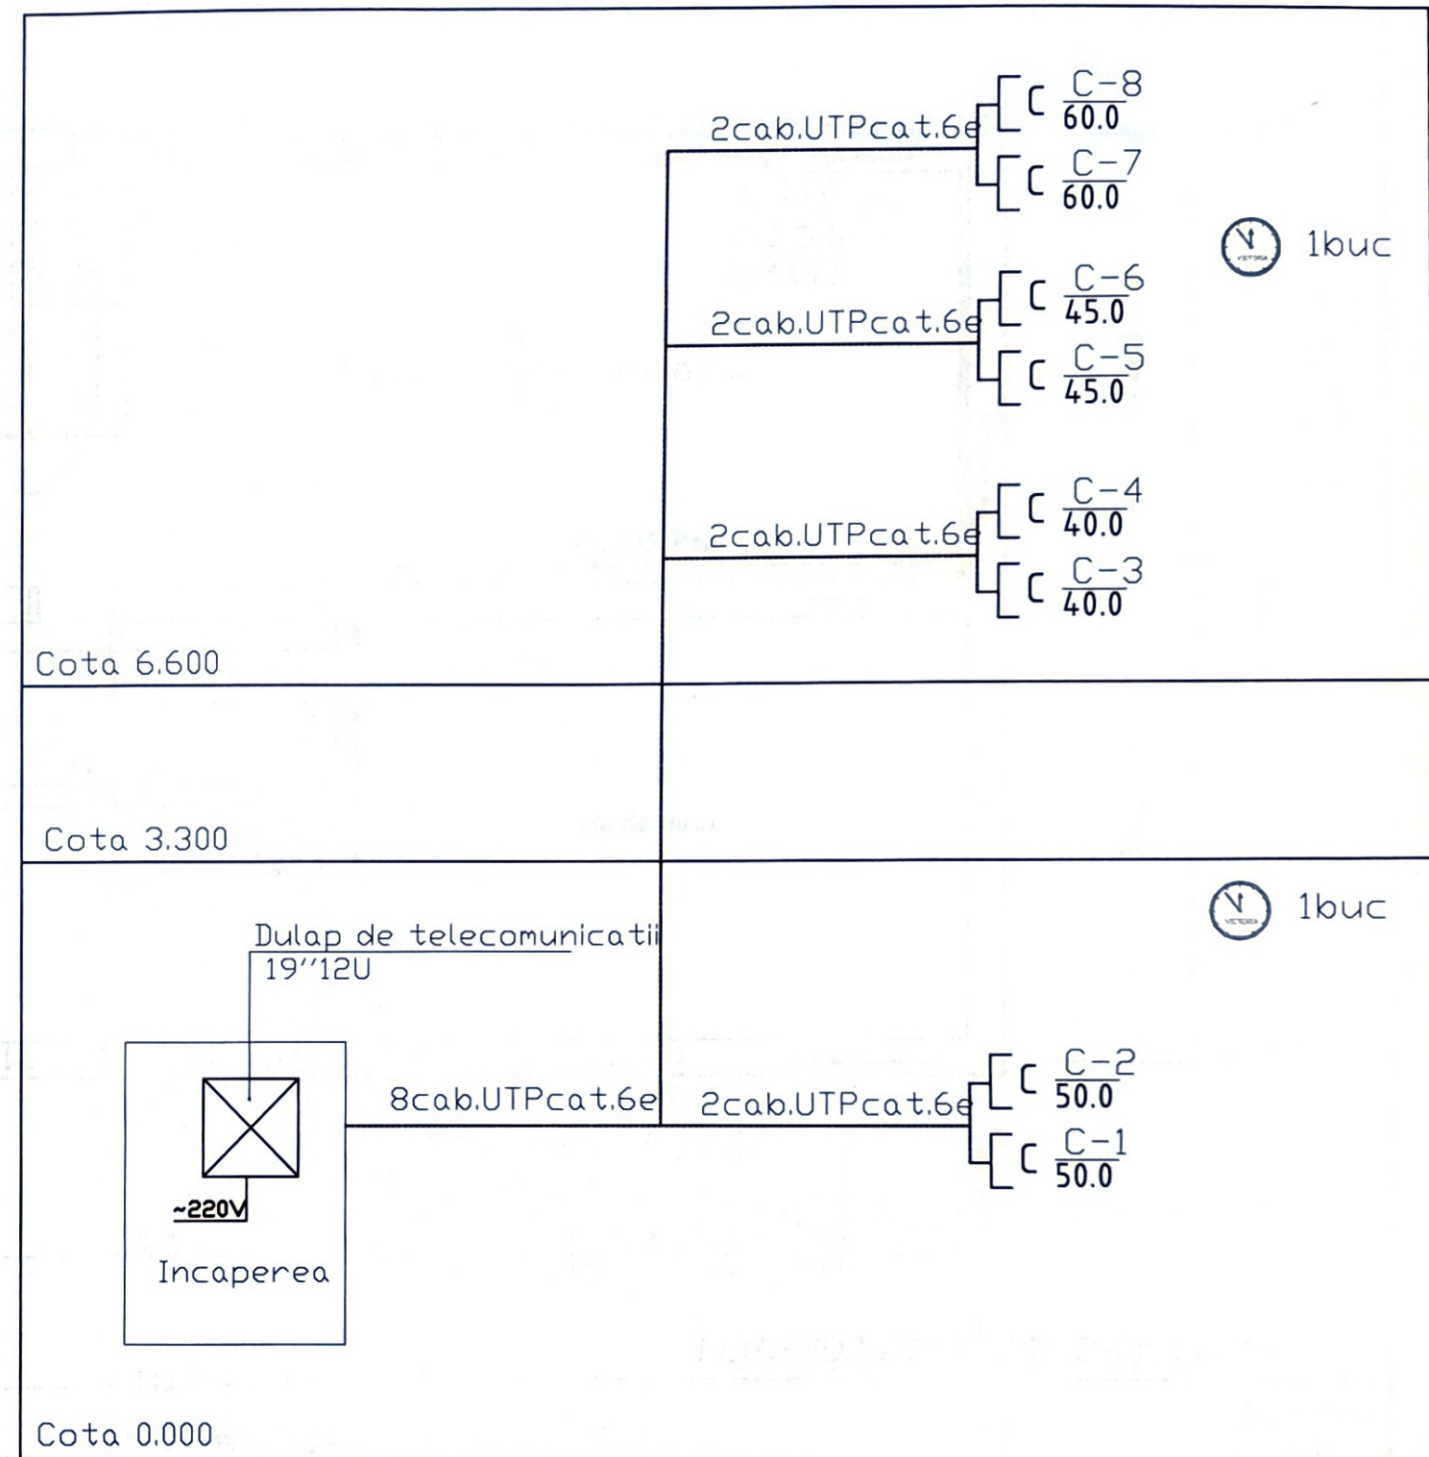 C-8
2cab.UTPcat.6e
60.0
C-7
60.0
1buc
C-6
2cab.UTPcat.6e
45.0
C-5
45.0
C-4
2cab.UTPcat.6e
40.0
C-3
40.0
Cota 6.600
Cota 3.300
1buc
Dulap de telecomunicatii
19''12U
C-2
8cab.UTPcat.6e
2cab.UTPcat.6e
50.0
C-1
50.0
~220V
Incaperea
Cota 0.000